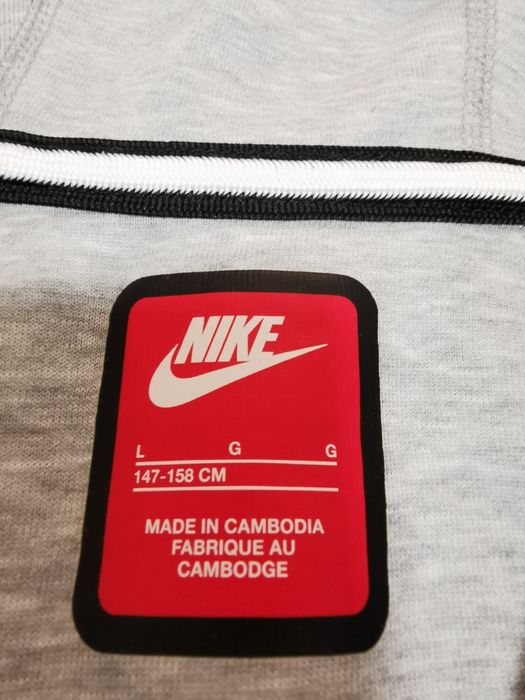 NIKE
L G G
147-158 CM
MADE IN CAMBODIA
FABRIQUE AU
CAMBODGE